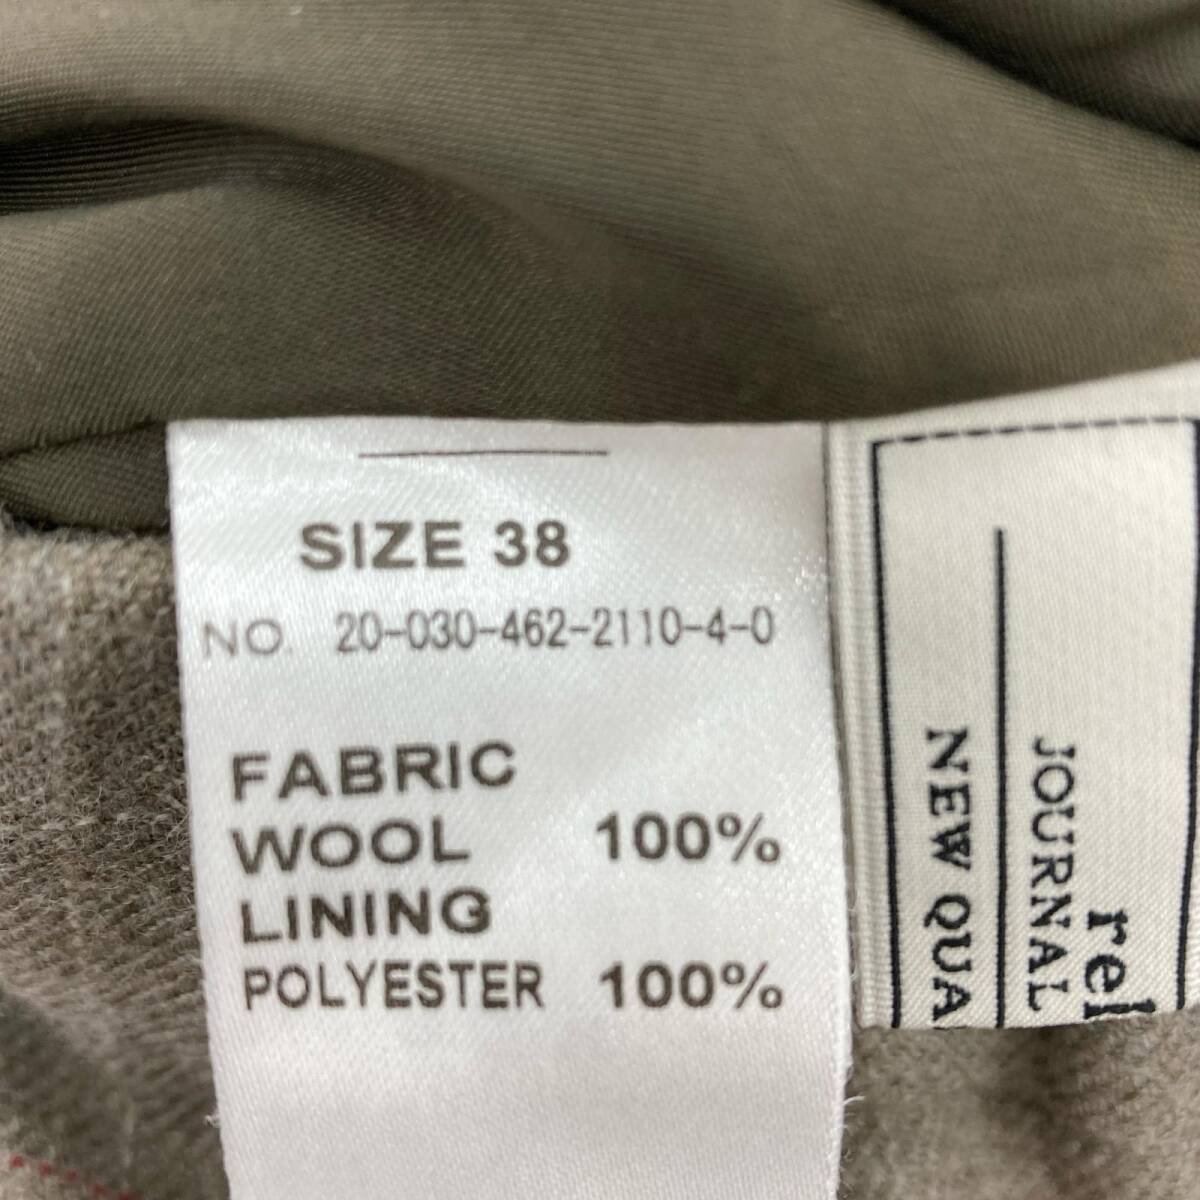 SIZE 38
NO. 20-030-462-2110-4-0
FABRIC
WOOL 100%
LINING
POLYESTER 100%
rel
JOURNAL
NEW QUA